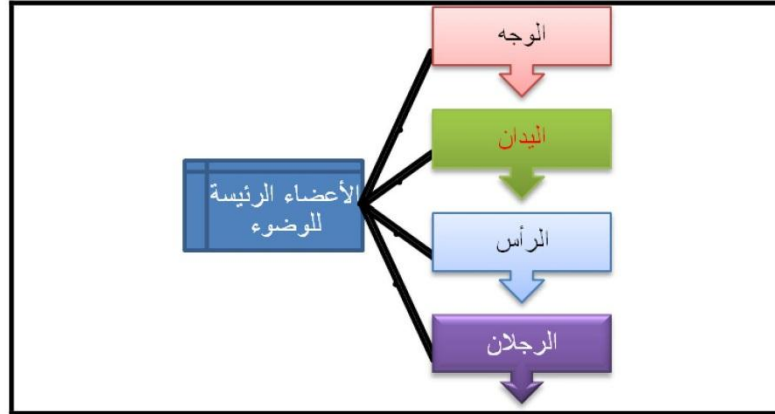 الأعضاء الرئيسة
للوضوء
الوجه
اليدان
الرأس
الرجلان